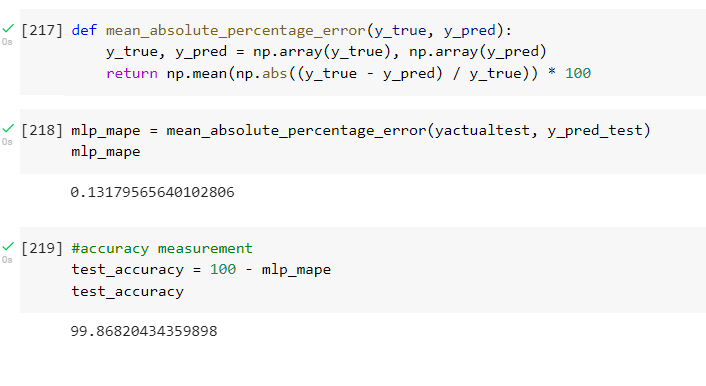 [217] def mean_absolute_percentage_error(y_true, y_pred):
0s
y_true, y_pred = np.array(y_true), np.array(y_pred)
return np.mean(np.abs((y_true - y_pred) / y_true)) * 100
[218] mlp_mape = mean_absolute_percentage_error(yactualtest, y_pred_test)
0s
mlp_mape
0.13179565640102806
[219] #accuracy measurement
0s
test_accuracy = 100 - mlp_mape
test_accuracy
99.86820434359898